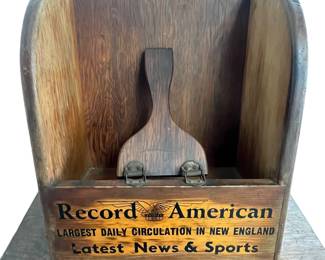 Record American
LARGEST DAILY CIRCULATION IN NEW ENGLAND
Latest News & Sports